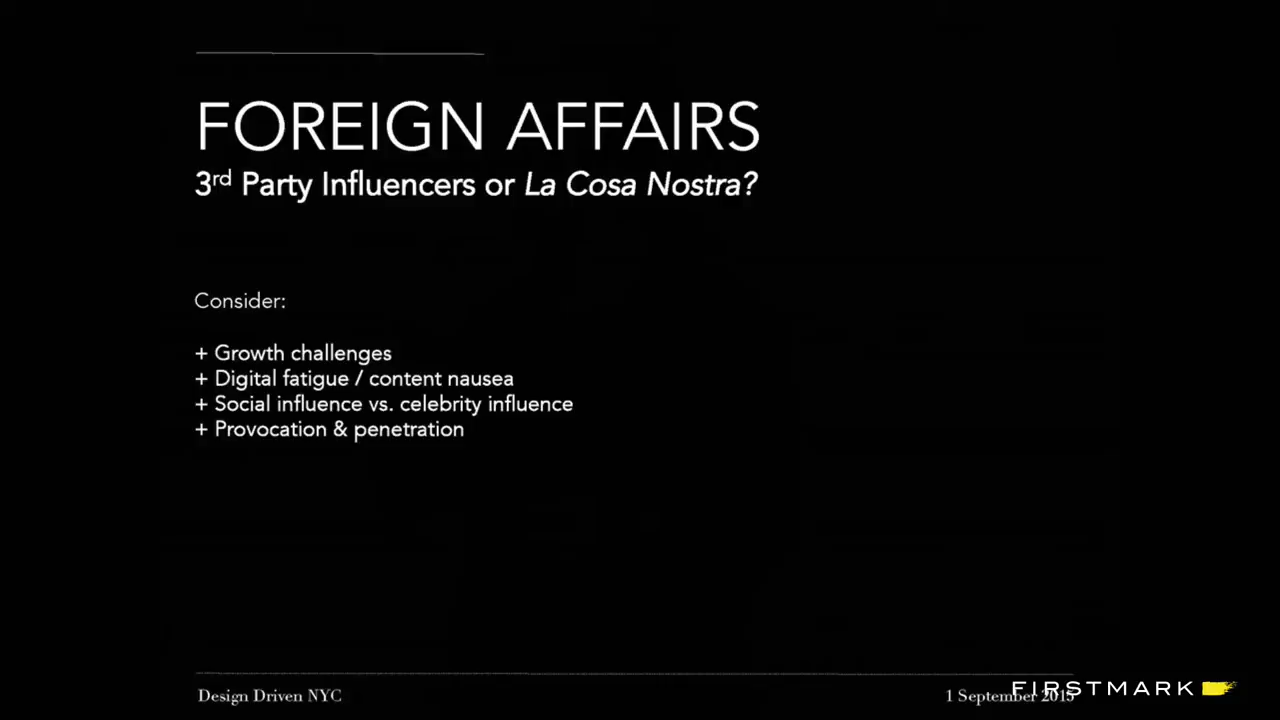 FOREIGN AFFAIRS
3rd Party Influencers or La Cosa Nostra?
Consider:
+ Growth challenges
+ Digital fatigue / content nausea
+ Social influence vs. celebrity influence
+ Provocation & penetration
Design Driven NYC
1 September 2015
FIRSTMARK